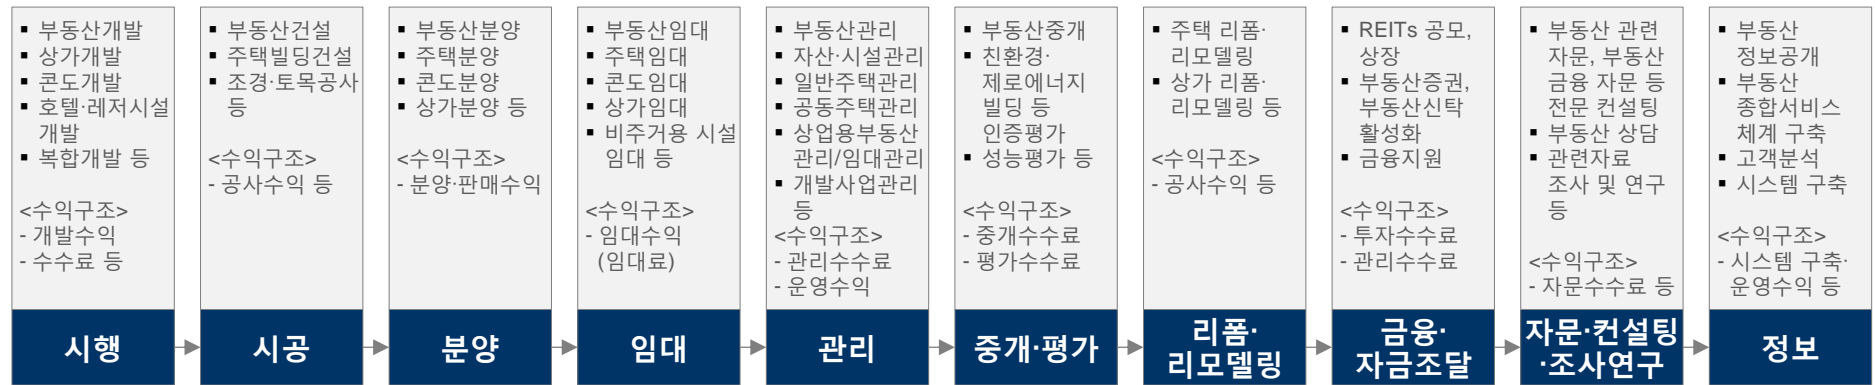 ▪ 부동산개발
▪ 상가개발
▪ 콘도개발
▪ 호텔·레저시설
개발
▪ 복합개발 등
<수익구조>
- 개발수익
- 수수료 등
시행
▪ 부동산건설
▪ 주택빌딩건설
▪ 조경·토목공사
등
<수익구조>
- 공사수익 등
시공
▪ 부동산분양
▪ 주택분양
▪ 콘도분양
▪ 상가분양 등
<수익구조>
- 분양·판매수익
분양
▪ 부동산임대
▪ 주택임대
▪ 콘도임대
▪ 상가임대
▪ 비주거용 시설
임대 등
<수익구조>
- 임대수익
(임대료)
임대
▪ 부동산관리
▪ 자산·시설관리
▪ 일반주택관리
▪ 공동주택관리
▪ 상업용부동산
관리/임대관리
▪ 개발사업관리
등
<수익구조>
- 관리수수료
- 운영수익
관리
▪ 부동산중개
▪ 친환경·
제로에너지
빌딩 등
인증평가
▪ 성능평가 등
<수익구조>
- 중개수수료
- 평가수수료
중개·평가
▪ 주택 리폼·
리모델링
▪ 상가 리폼·
리모델링 등
<수익구조>
- 공사수익 등
리폼·
리모델링
▪ REITs 공모,
상장
▪ 부동산증권,
부동산신탁
활성화
▪ 금융지원
<수익구조>
- 투자수수료
- 관리수수료
금융·
자금조달
▪ 부동산 관련
자문, 부동산
금융 자문 등
전문 컨설팅
▪ 부동산 상담
▪ 관련자료
조사 및 연구
등
<수익구조>
- 자문수수료 등
자문·컨설팅
·조사연구
▪ 부동산
정보공개
▪ 부동산
종합서비스
체계 구축
▪ 고객분석
▪ 시스템 구축
<수익구조>
- 시스템 구축·
운영수익 등
정보